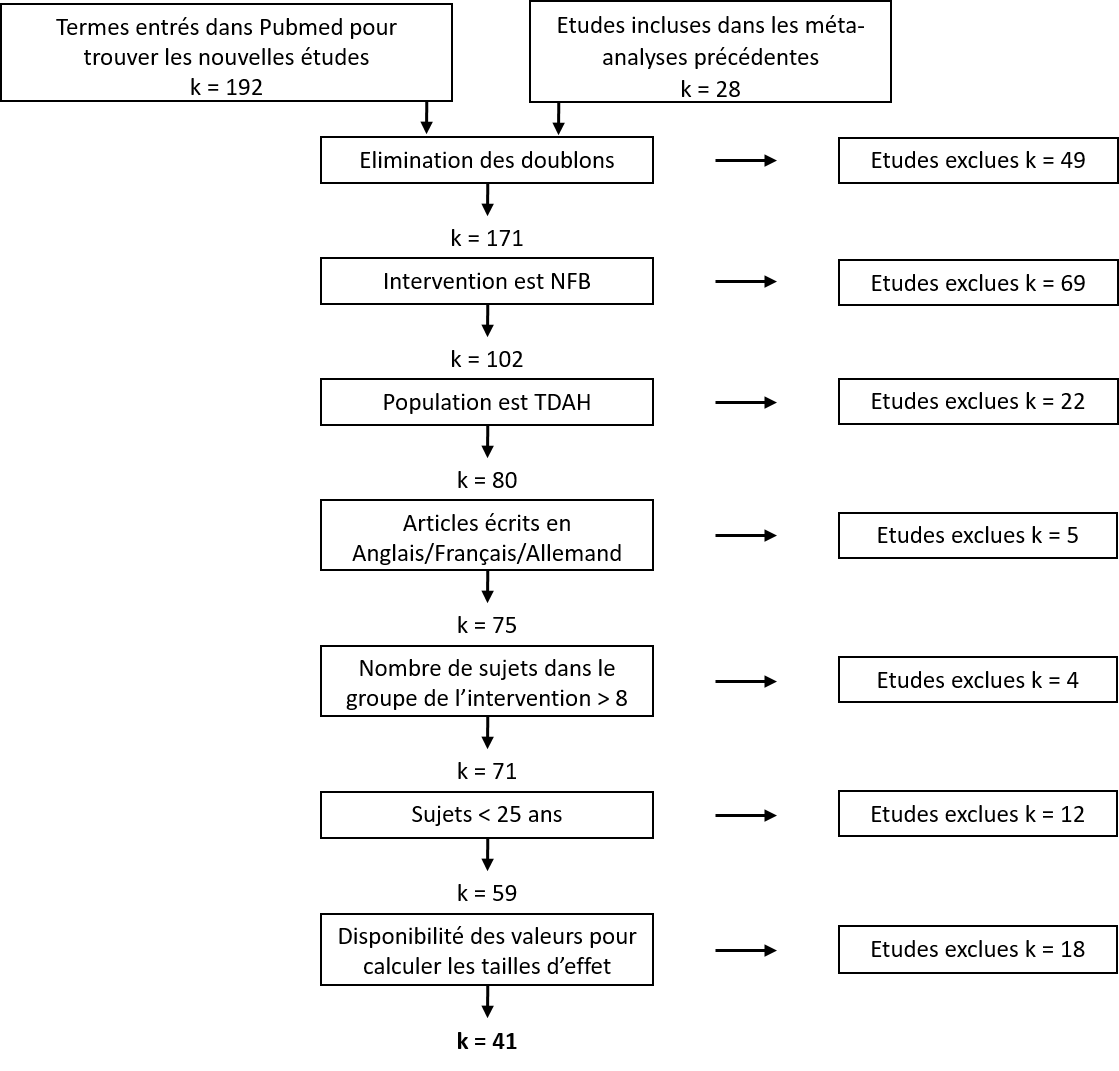 Termes entrés dans Pubmed pour
trouver les nouvelles études
k = 192
Etudes incluses dans les méta-
analyses précédentes
k = 28
Elimination des doublons
Etudes exclues k = 49
k = 171
Intervention est NFB
Etudes exclues k = 69
k = 102
Population est TDAH
Etudes exclues k = 22
k = 80
Articles écrits en
Anglais/Français/Allemand
Etudes exclues k = 5
k = 75
Nombre de sujets dans le
groupe de l’intervention > 8
Etudes exclues k = 4
k = 71
Sujets < 25 ans
Etudes exclues k = 12
k = 59
Disponibilité des valeurs pour
calculer les tailles d’effet
Etudes exclues k = 18
k = 41